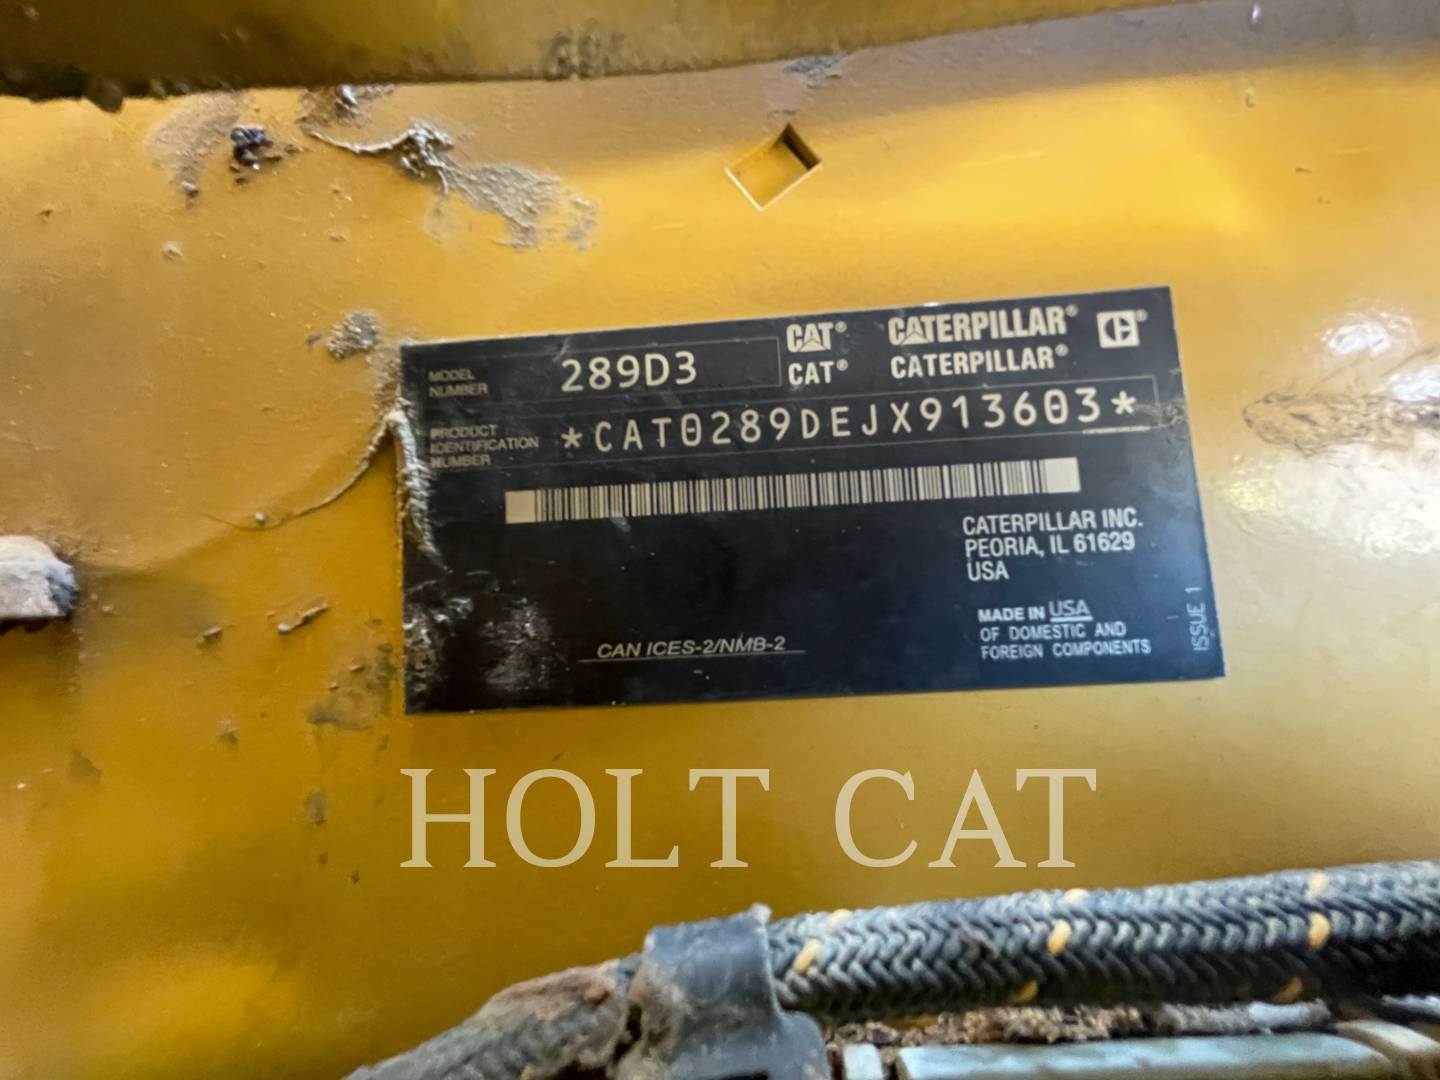 MODEL NUMBER 289D3 CAT® CATERPILLAR®
CAT® CATERPILLAR®
PRODUCT IDENTIFICATION NUMBER *CAT0289DEJX913603*
CATERPILLAR INC.
PEORIA, IL 61629
USA
MADE IN USA
OF DOMESTIC AND
FOREIGN COMPONENTS
ISSUE 1
CAN ICES-2/NMB-2
HOLT CAT